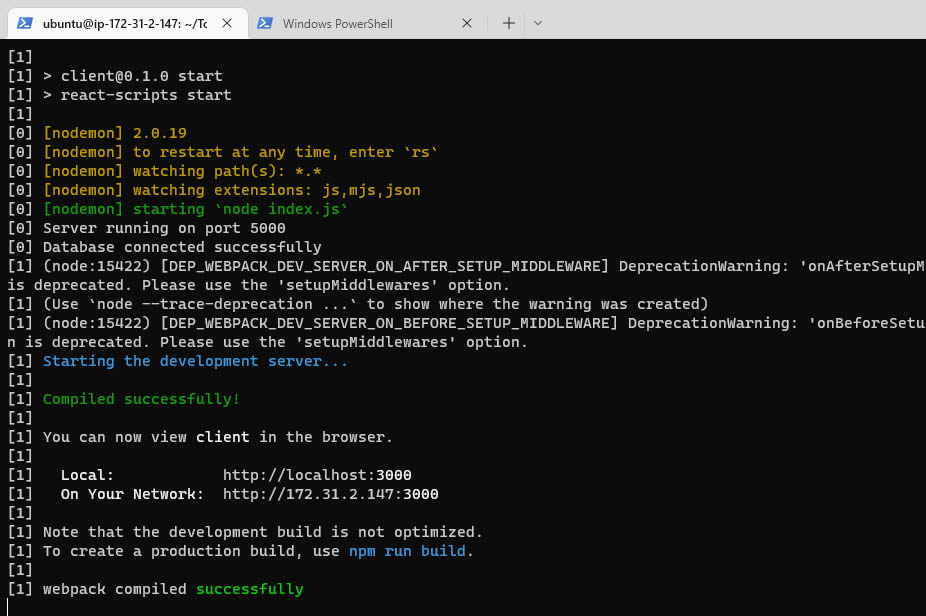 ubuntu@ip-172-31-2-147: ~/To
Windows PowerShell
[1]
[1] > client@0.1.0 start
[1] > react-scripts start
[1]
[0] [nodemon] 2.0.19
[0] [nodemon] to restart at any time, enter `rs`
[0] [nodemon] watching path(s): *.*
[0] [nodemon] watching extensions: js,mjs,json
[0] [nodemon] starting `node index.js`
[0] Server running on port 5000
[0] Database connected successfully
[1] (node:15422) [DEP_WEBPACK_DEV_SERVER_ON_AFTER_SETUP_MIDDLEWARE] DeprecationWarning: 'onAfterSetupM
is deprecated. Please use the 'setupMiddlewares' option.
[1] (Use `node --trace-deprecation ...` to show where the warning was created)
[1] (node:15422) [DEP_WEBPACK_DEV_SERVER_ON_BEFORE_SETUP_MIDDLEWARE] DeprecationWarning: 'onBeforeSetu
n is deprecated. Please use the 'setupMiddlewares' option.
[1] Starting the development server...
[1]
[1] Compiled successfully!
[1]
[1] You can now view client in the browser.
[1]
[1]   Local:            http://localhost:3000
[1]   On Your Network:  http://172.31.2.147:3000
[1]
[1] Note that the development build is not optimized.
[1] To create a production build, use npm run build.
[1]
[1] webpack compiled successfully